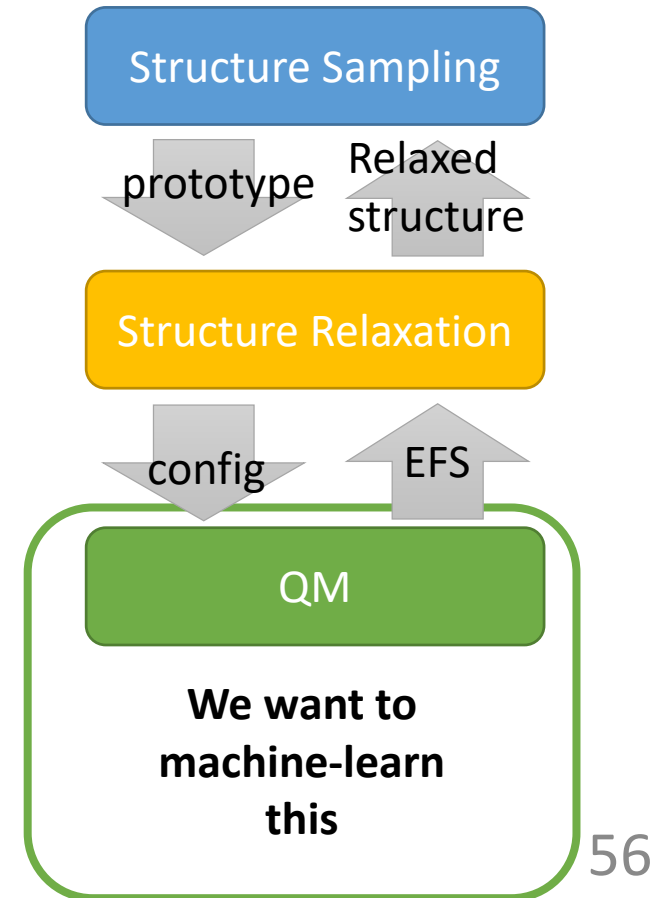 Structure Sampling
prototype
Relaxed
structure
Structure Relaxation
config
EFS
QM
We want to
machine-learn
this
56